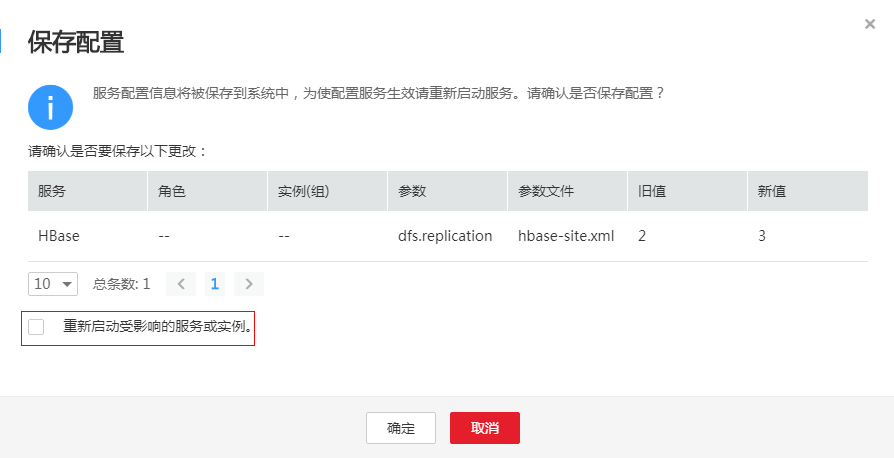 保存配置
服务配置信息将被保存到系统中，为使配置服务生效请重新启动服务。请确认是否保存配置？
请确认是否要保存以下更改：
服务 角色 实例(组) 参数 参数文件 旧值 新值
HBase -- -- dfs.replication hbase-site.xml 2 3
10 总条数: 1 1
重新启动受影响的服务或实例。
确定 取消